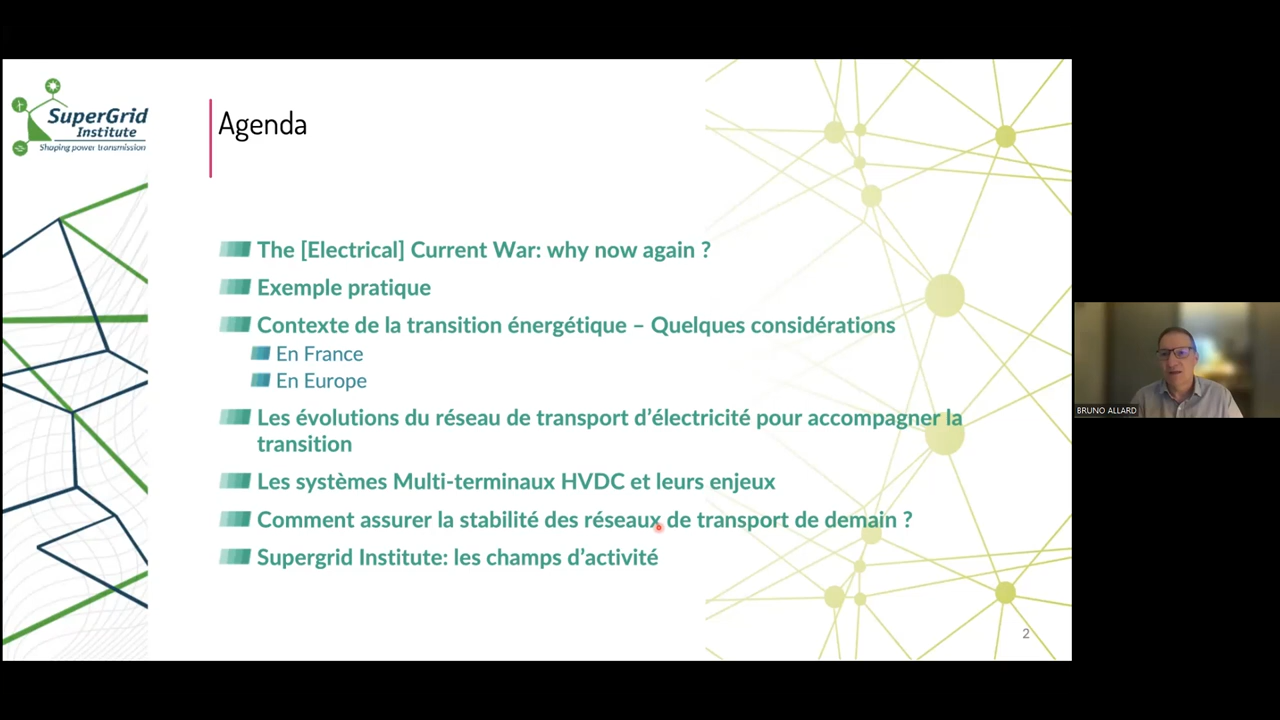 SuperGrid
Institute
Shaping power transmission
Agenda
The [Electrical] Current War: why now again ?
Exemple pratique
Contexte de la transition énergétique – Quelques considérations
En France
En Europe
Les évolutions du réseau de transport d’électricité pour accompagner la
transition
Les systèmes Multi-terminaux HVDC et leurs enjeux
Comment assurer la stabilité des réseaux de transport de demain ?
Supergrid Institute: les champs d’activité
2
BRUNO ALLARD